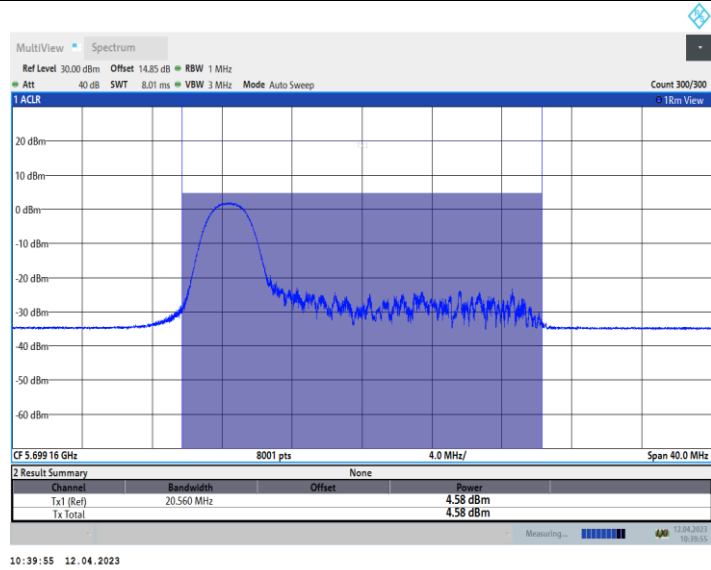 MultiView Spectrum
Ref Level 30.00 dBm Offset 14.85 dB RBW 1 MHz
Att 40 dB SWT 8.01 ms VBW 3 MHz Mode Auto Sweep Count 300/300
1 ACLR 1Rm View
20 dBm
10 dBm
0 dBm
-10 dBm
-20 dBm
-30 dBm
-40 dBm
-50 dBm
-60 dBm
CF 5.699 16 GHz 8001 pts 4.0 MHz/ Span 40.0 MHz
2 Result Summary None
Channel Bandwidth Offset Power
Tx1 (Ref) 20.560 MHz 4.58 dBm
Tx Total 4.58 dBm
Measuring... 12.04.2023
10:39:55
10:39:55 12.04.2023